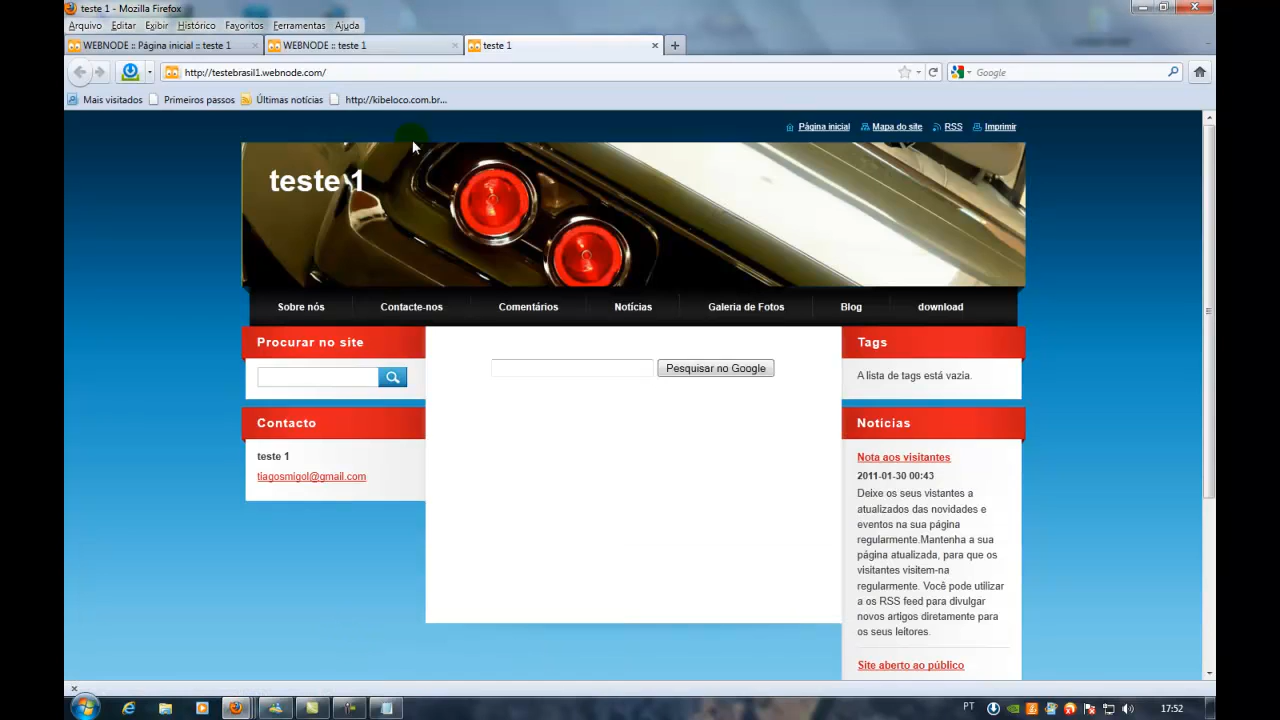 teste 1 - Mozilla Firefox
Arquivo Editar Exibir Histórico Favoritos Ferramentas Ajuda
WEBNODE :: Página inicial :: teste 1
WEBNODE :: teste 1
teste 1
http://testebrasil1.webnode.com/
Google
Mais visitados
Primeiros passos
Últimas notícias
http://kibeloco.com.br...
Página inicial
Mapa do site
RSS
Imprimir
teste 1
Sobre nós
Contacte-nos
Comentários
Notícias
Galeria de Fotos
Blog
download
Procurar no site
Contacto
teste 1
tiagosmigol@gmail.com
Pesquisar no Google
Tags
A lista de tags está vazia.
Noticias
Nota aos visitantes
2011-01-30 00:43
Deixe os seus vistantes a
atualizados das novidades e
eventos na sua página
regularmente.Mantenha a sua
página atualizada, para que os
visitantes visitem-na
regularmente. Você pode utilizar
a os RSS feed para divulgar
novos artigos diretamente para
os seus leitores.
Site aberto ao público
PT
17:52